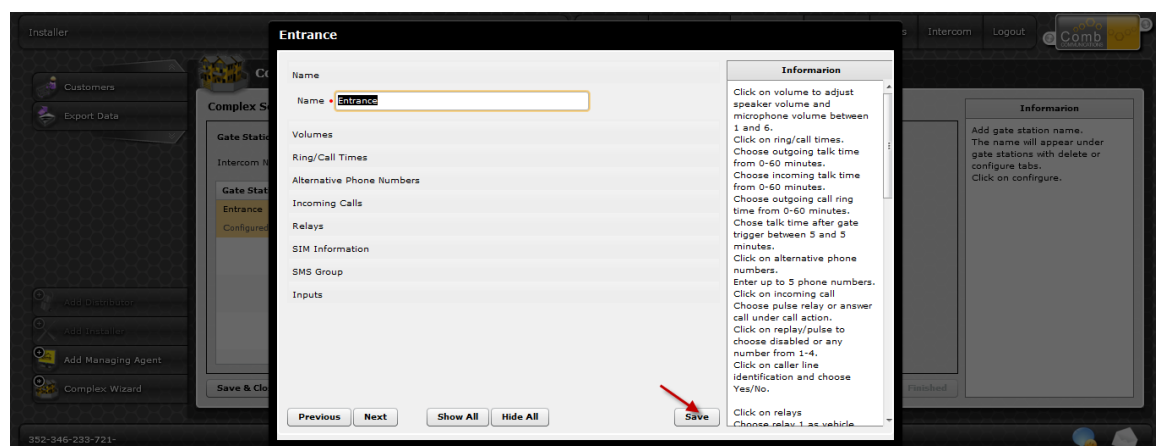 Installer
Intercom
Logout
Comb
COMMUNICATIONS
Customers
Export Data
Add Distributor
Add Installer
Add Managing Agent
Complex Wizard
352-346-233-721-
Complex
Gate
Intercom
Gate
Entrance
Configured
Save &
Entrance
Name
Name • Entrance
Volumes
Ring/Call Times
Alternative Phone Numbers
Incoming Calls
Relays
SIM Information
SMS Group
Inputs
Previous Next Show All Hide All Save
Informarion
Click on volume to adjust
speaker volume and
microphone volume between
1 and 6.
Click on ring/call times.
Choose outgoing talk time
from 0-60 minutes.
Choose incoming talk time
from 0-60 minutes.
Choose outgoing call ring
time from 0-60 minutes.
Chose talk time after gate
trigger between 5 and 5
minutes.
Click on alternative phone
numbers.
Enter up to 5 phone numbers.
Click on incoming call
Choose pulse relay or answer
call under call action.
Click on replay/pulse to
choose disabled or any
number from 1-4.
Click on caller line
identification and choose
Yes/No.
Click on relays
Choose relay 1 as vehicle
Informarion
Add gate station name.
The name will appear under
gate stations with delete or
configure tabs.
Click on confirgure.
Finished